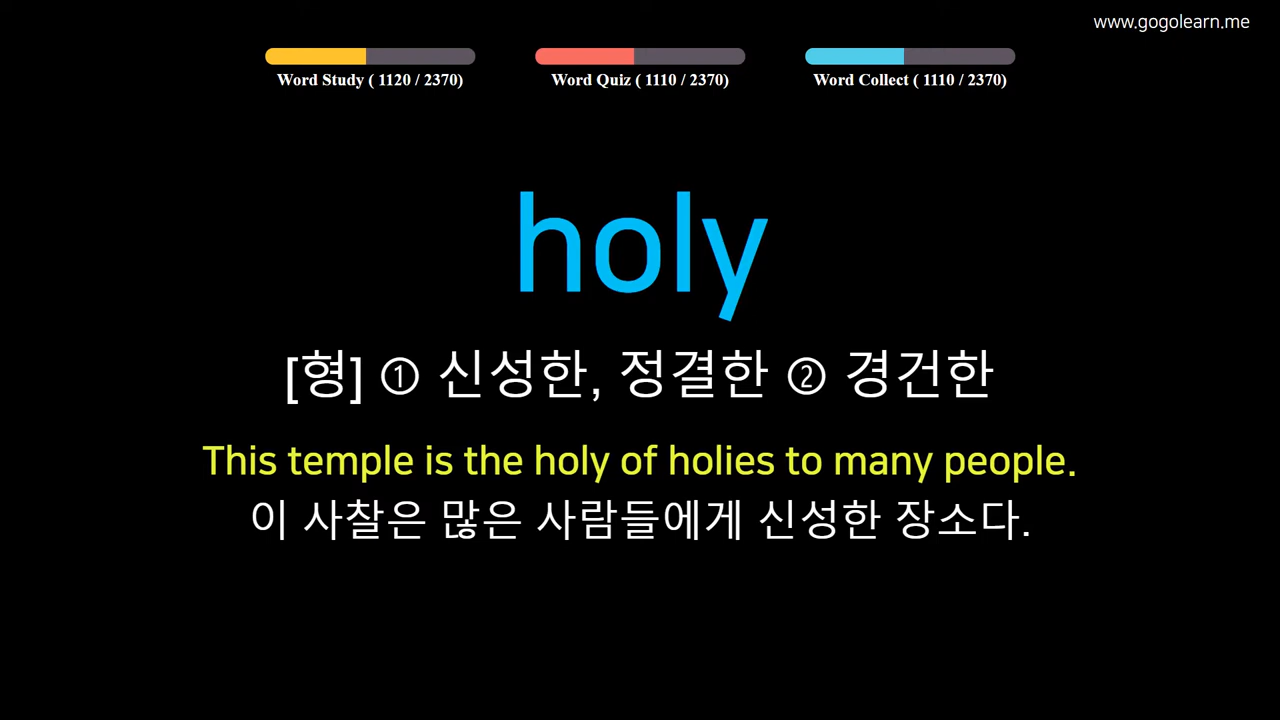 www.gogolearn.me
Word Study ( 1120 / 2370)
Word Quiz ( 1110 / 2370)
Word Collect ( 1110 / 2370)
holy
[형] ① 신성한, 정결한 ② 경건한
This temple is the holy of holies to many people.
이 사찰은 많은 사람들에게 신성한 장소다.